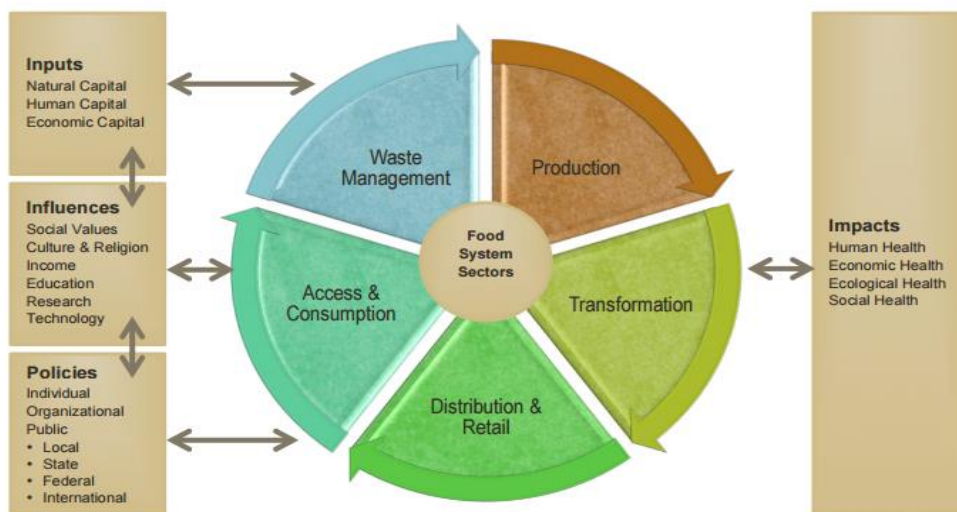 Inputs
Natural Capital
Human Capital
Economic Capital
Influences
Social Values
Culture & Religion
Income
Education
Research
Technology
Policies
Individual
Organizational
Public
• Local
• State
• Federal
• International
Waste
Management
Production
Food
System
Sectors
Access &
Consumption
Transformation
Distribution &
Retail
Impacts
Human Health
Economic Health
Ecological Health
Social Health